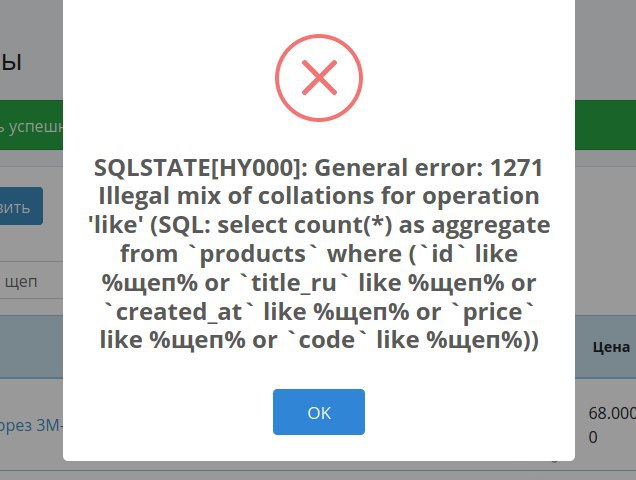 ы
ь успешн
SQLSTATE[HY000]: General error: 1271
Illegal mix of collations for operation
'like' (SQL: select count(*) as aggregate
from `products` where (`id` like
%щеп% or `title_ru` like %щеп% or
`created_at` like %щеп% or `price`
like %щеп% or `code` like %щеп%))
вить
щеп
Цена
орез 3М-
68.000
0
OK